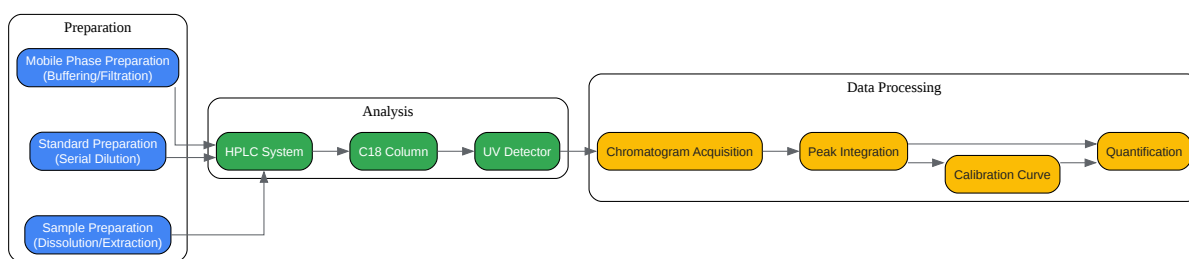 Preparation
Mobile Phase Preparation
(Buffering/Filtration)
Standard Preparation
(Serial Dilution)
Sample Preparation
(Dissolution/Extraction)
Analysis
HPLC System
C18 Column
UV Detector
Data Processing
Chromatogram Acquisition
Peak Integration
Calibration Curve
Quantification